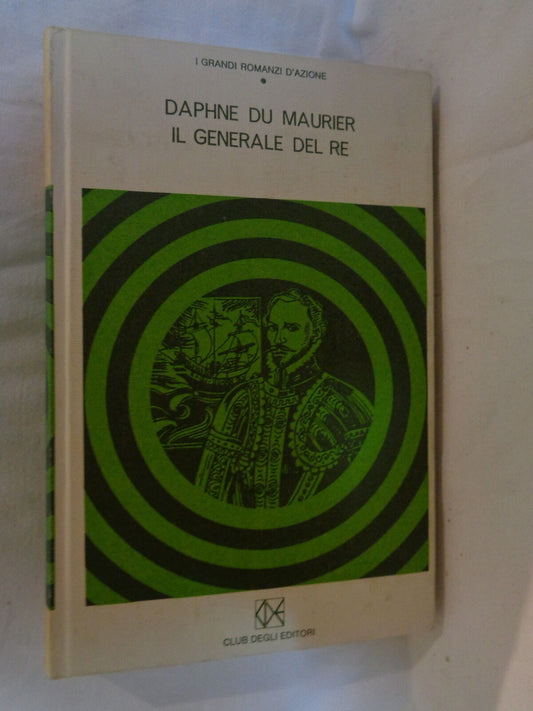 I GRANDI ROMANZI D'AZIONE
DAPHNE DU MAURIER
IL GENERALE DEL RE
CLUB DEGLI EDITORI